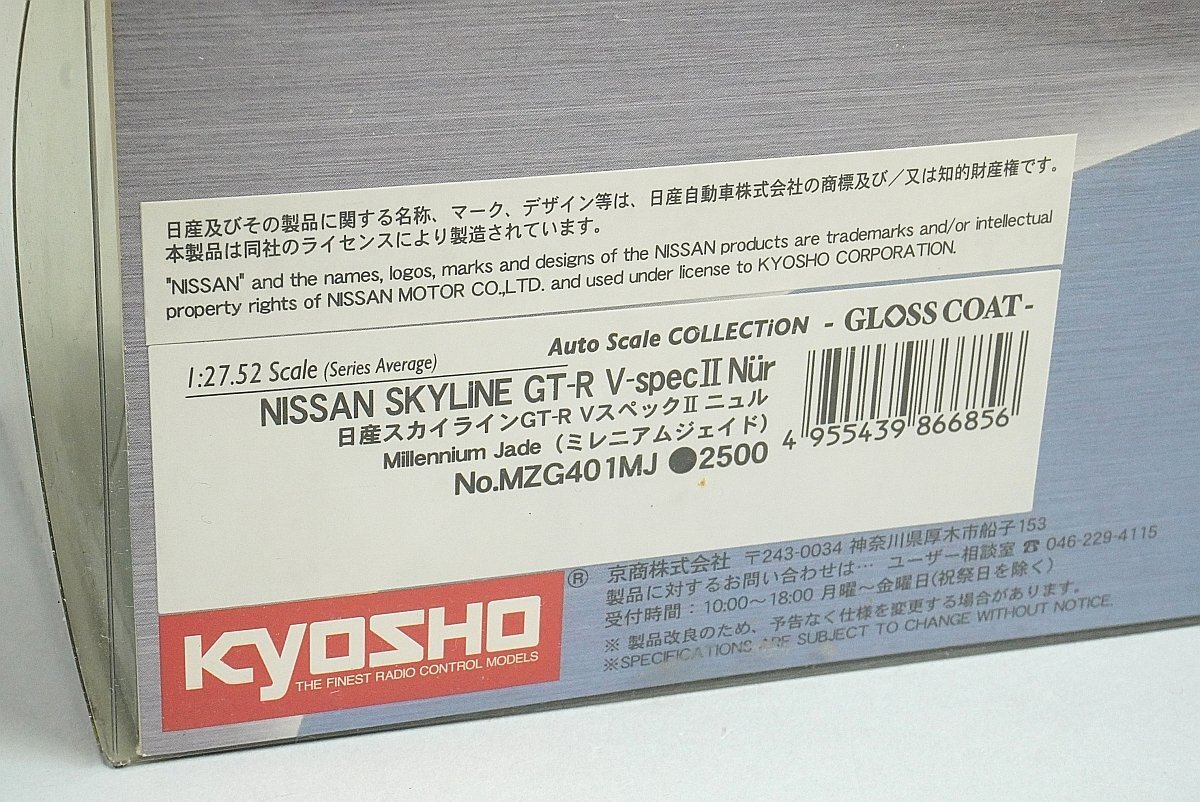 日産及びその製品に関する名称、マーク、デザイン等は、日産自動車株式会社の商標及び／又は知的財産権です。
本製品は同社のライセンスにより製造されています。
"NISSAN" and the names, logos, marks and designs of the NISSAN products are trademarks and/or intellectual
property rights of NISSAN MOTOR CO.,LTD. and used under license to KYOSHO CORPORATION.
Auto Scale COLLECTiON - GLOSS COAT -
1:27.52 Scale (Series Average)
NISSAN SKYLINE GT-R V-specⅡ Nür
日産スカイラインGT-R VスペックⅡ ニュル
Millennium Jade（ミレニアムジェイド）
No.MZG401MJ ●2500
4 955439 866856
KYOSHO
THE FINEST RADIO CONTROL MODELS
® 京商株式会社 〒243-0034 神奈川県厚木市船子153
製品に対するお問い合わせは… ユーザー相談室 ☎ 046-229-4115
受付時間：10:00〜18:00 月曜〜金曜日(祝祭日を除く)
※ 製品改良のため、予告なく仕様を変更する場合があります。
※SPECIFICATIONS ARE SUBJECT TO CHANGE WITHOUT NOTICE.